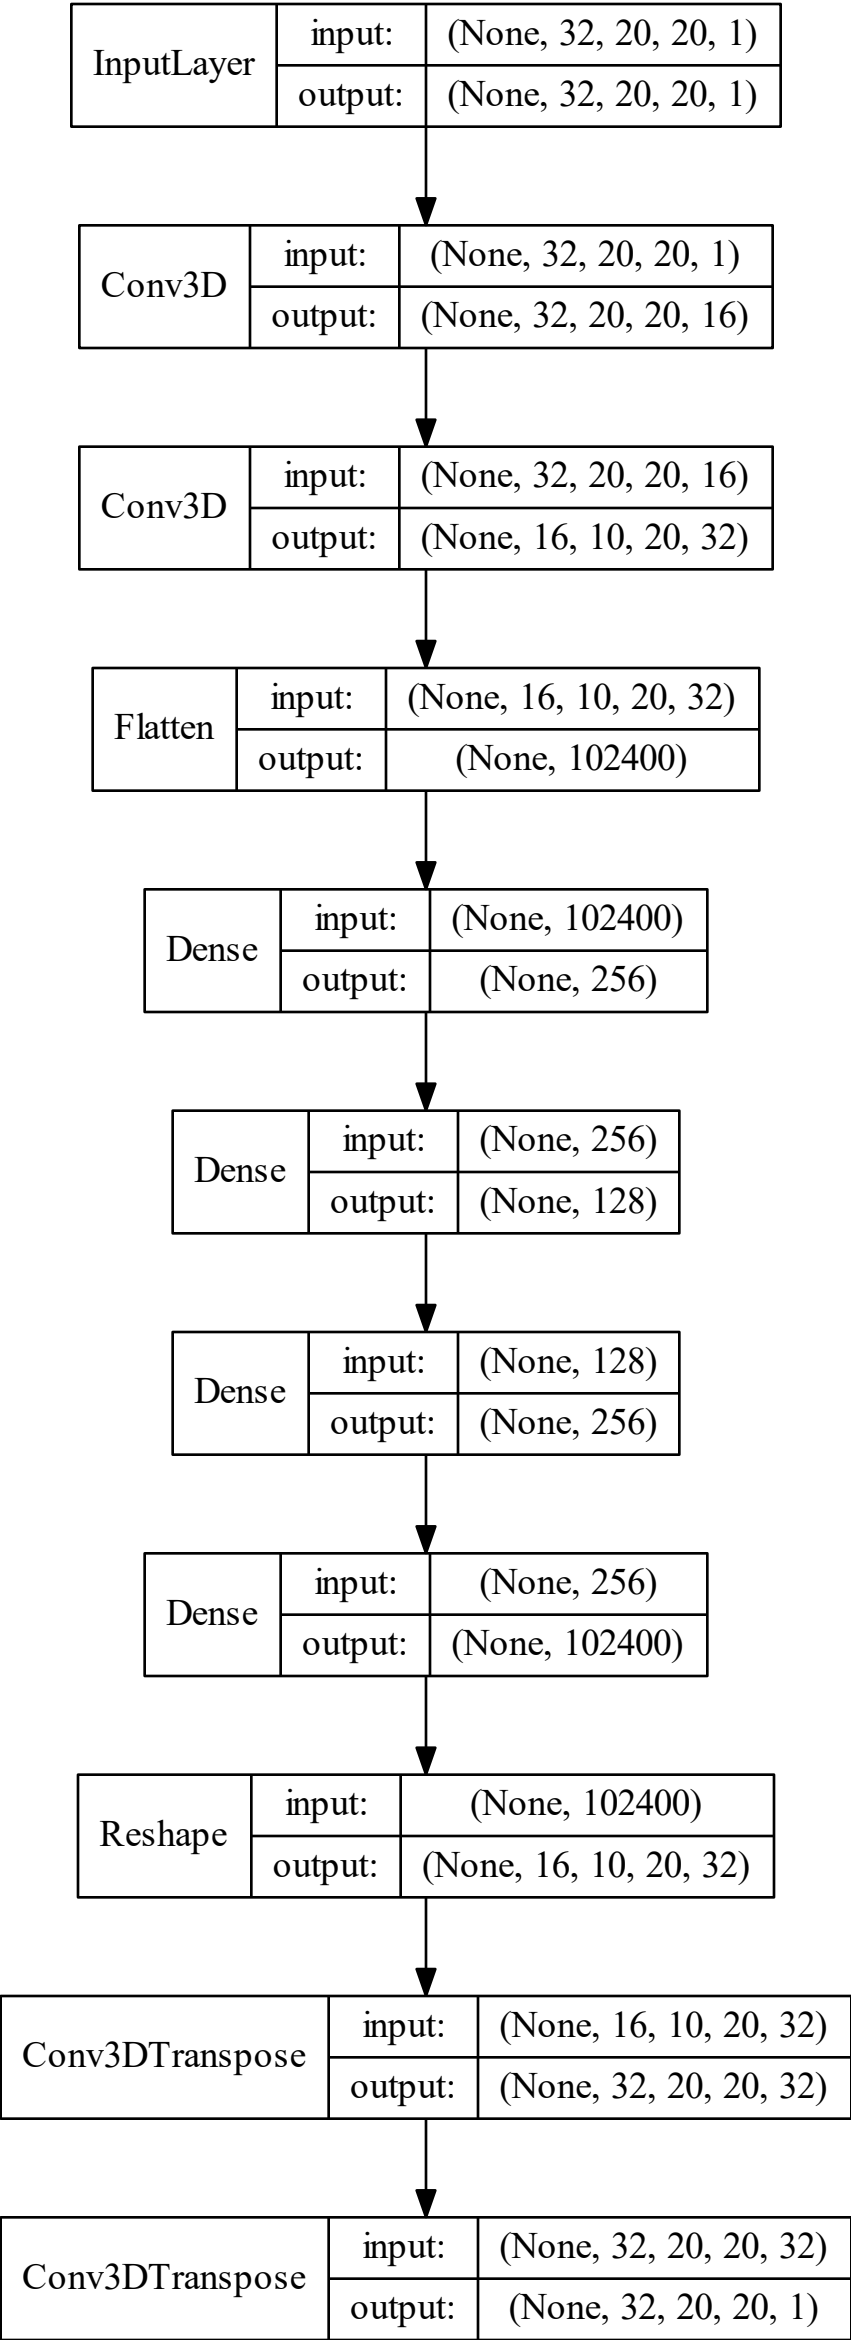 InputLayer
input: (None, 32, 20, 20, 1)
output: (None, 32, 20, 20, 1)
Conv3D
input: (None, 32, 20, 20, 1)
output: (None, 32, 20, 20, 16)
Conv3D
input: (None, 32, 20, 20, 16)
output: (None, 16, 10, 20, 32)
Flatten
input: (None, 16, 10, 20, 32)
output: (None, 102400)
Dense
input: (None, 102400)
output: (None, 256)
Dense
input: (None, 256)
output: (None, 128)
Dense
input: (None, 128)
output: (None, 256)
Dense
input: (None, 256)
output: (None, 102400)
Reshape
input: (None, 102400)
output: (None, 16, 10, 20, 32)
Conv3DTranspose
input: (None, 16, 10, 20, 32)
output: (None, 32, 20, 20, 32)
Conv3DTranspose
input: (None, 32, 20, 20, 32)
output: (None, 32, 20, 20, 1)